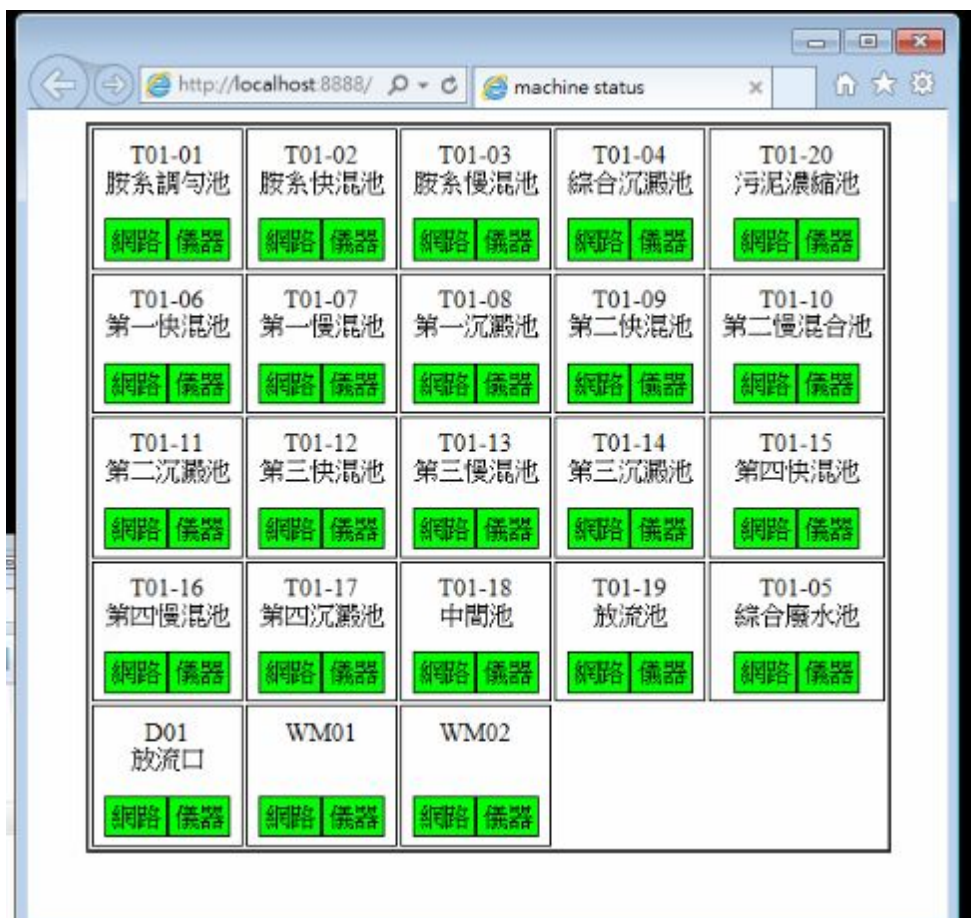 http://localhost:8888/
machine status
T01-01 T01-02 T01-03 T01-04 T01-20
胺系調勻池 胺系快混池 胺系慢混池 綜合沉澱池 污泥濃縮池
網路 儀器 網路 儀器 網路 儀器 網路 儀器 網路 儀器
T01-06 T01-07 T01-08 T01-09 T01-10
第一快混池 第一慢混池 第一沉澱池 第二快混池 第二慢混合池
網路 儀器 網路 儀器 網路 儀器 網路 儀器 網路 儀器
T01-11 T01-12 T01-13 T01-14 T01-15
第二沉澱池 第三快混池 第三慢混池 第三沉澱池 第四快混池
網路 儀器 網路 儀器 網路 儀器 網路 儀器 網路 儀器
T01-16 T01-17 T01-18 T01-19 T01-05
第四慢混池 第四沉澱池 中間池 放流池 綜合廢水池
網路 儀器 網路 儀器 網路 儀器 網路 儀器 網路 儀器
D01 WM01 WM02
放流口
網路 儀器 網路 儀器 網路 儀器